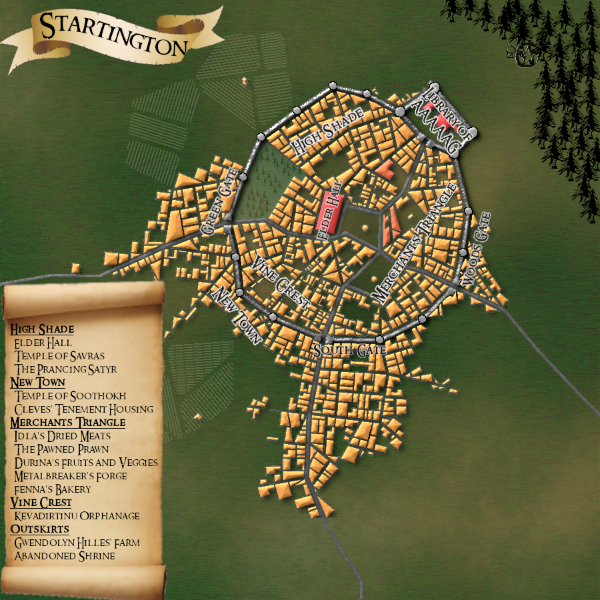 Startington
High Shade
Library of
Green Gate
Elder Hall
Merchants' Triangle
Woods Gate
Vine Crest
New Town
South Gate
High Shade
Elder Hall
Temple of Savras
The Prancing Satyr
New Town
Temple of Soothokh
Cleves' Tenement Housing
Merchants Triangle
Idla's Dried Meats
The Pawned Prawn
Durina's Fruits and Veggies
Metalbreaker's Forge
Fenna's Bakery
Vine Crest
Kevadirtinu Orphanage
Outskirts
Gwendolyn Hilles' Farm
Abandoned Shrine